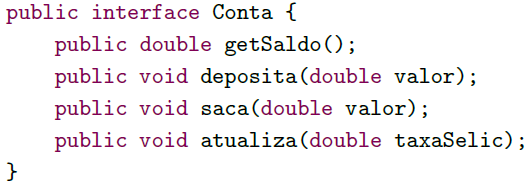 public interface Conta {
    public double getSaldo();
    public void deposita(double valor);
    public void saca(double valor);
    public void atualiza(double taxaSelic);
}